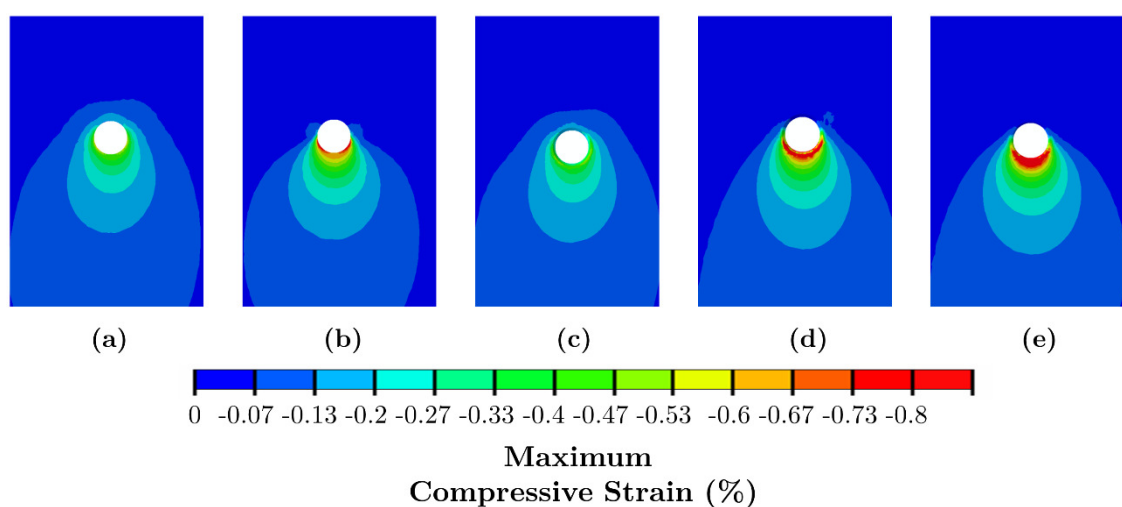 (a) (b) (c) (d) (e)
0 -0.07 -0.13 -0.2 -0.27 -0.33 -0.4 -0.47 -0.53 -0.6 -0.67 -0.73 -0.8
Maximum
Compressive Strain (%)